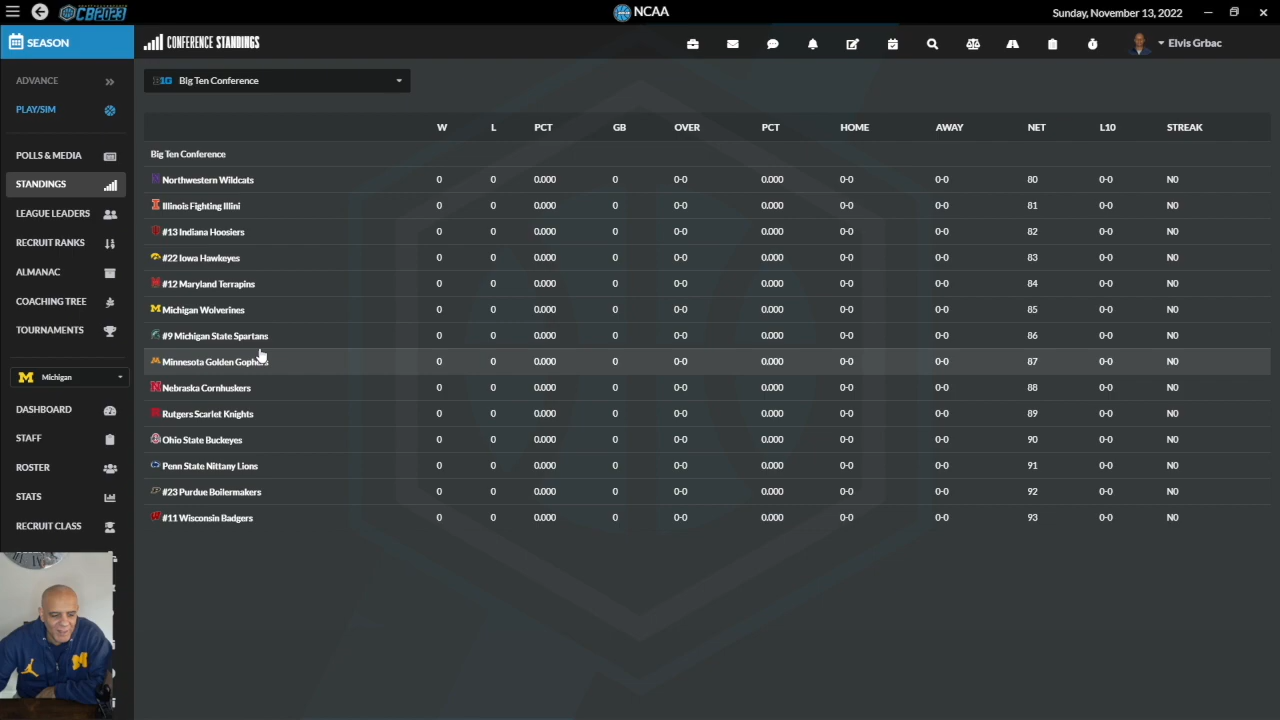 CB2023
NCAA
Sunday, November 13, 2022
SEASON
CONFERENCE STANDINGS
Elvis Grbac
ADVANCE
PLAY/SIM
POLLS & MEDIA
STANDINGS
LEAGUE LEADERS
RECRUIT RANKS
ALMANAC
COACHING TREE
TOURNAMENTS
Michigan
DASHBOARD
STAFF
ROSTER
STATS
RECRUIT CLASS
B1G Big Ten Conference
W L PCT GB OVER PCT HOME AWAY NET L10 STREAK
Big Ten Conference
Northwestern Wildcats 0 0 0.000 0 0-0 0.000 0-0 0-0 80 0-0 N0
Illinois Fighting Illini 0 0 0.000 0 0-0 0.000 0-0 0-0 81 0-0 N0
#13 Indiana Hoosiers 0 0 0.000 0 0-0 0.000 0-0 0-0 82 0-0 N0
#22 Iowa Hawkeyes 0 0 0.000 0 0-0 0.000 0-0 0-0 83 0-0 N0
#12 Maryland Terrapins 0 0 0.000 0 0-0 0.000 0-0 0-0 84 0-0 N0
Michigan Wolverines 0 0 0.000 0 0-0 0.000 0-0 0-0 85 0-0 N0
#9 Michigan State Spartans 0 0 0.000 0 0-0 0.000 0-0 0-0 86 0-0 N0
Minnesota Golden Gophers 0 0 0.000 0 0-0 0.000 0-0 0-0 87 0-0 N0
Nebraska Cornhuskers 0 0 0.000 0 0-0 0.000 0-0 0-0 88 0-0 N0
Rutgers Scarlet Knights 0 0 0.000 0 0-0 0.000 0-0 0-0 89 0-0 N0
Ohio State Buckeyes 0 0 0.000 0 0-0 0.000 0-0 0-0 90 0-0 N0
Penn State Nittany Lions 0 0 0.000 0 0-0 0.000 0-0 0-0 91 0-0 N0
#23 Purdue Boilermakers 0 0 0.000 0 0-0 0.000 0-0 0-0 92 0-0 N0
#11 Wisconsin Badgers 0 0 0.000 0 0-0 0.000 0-0 0-0 93 0-0 N0